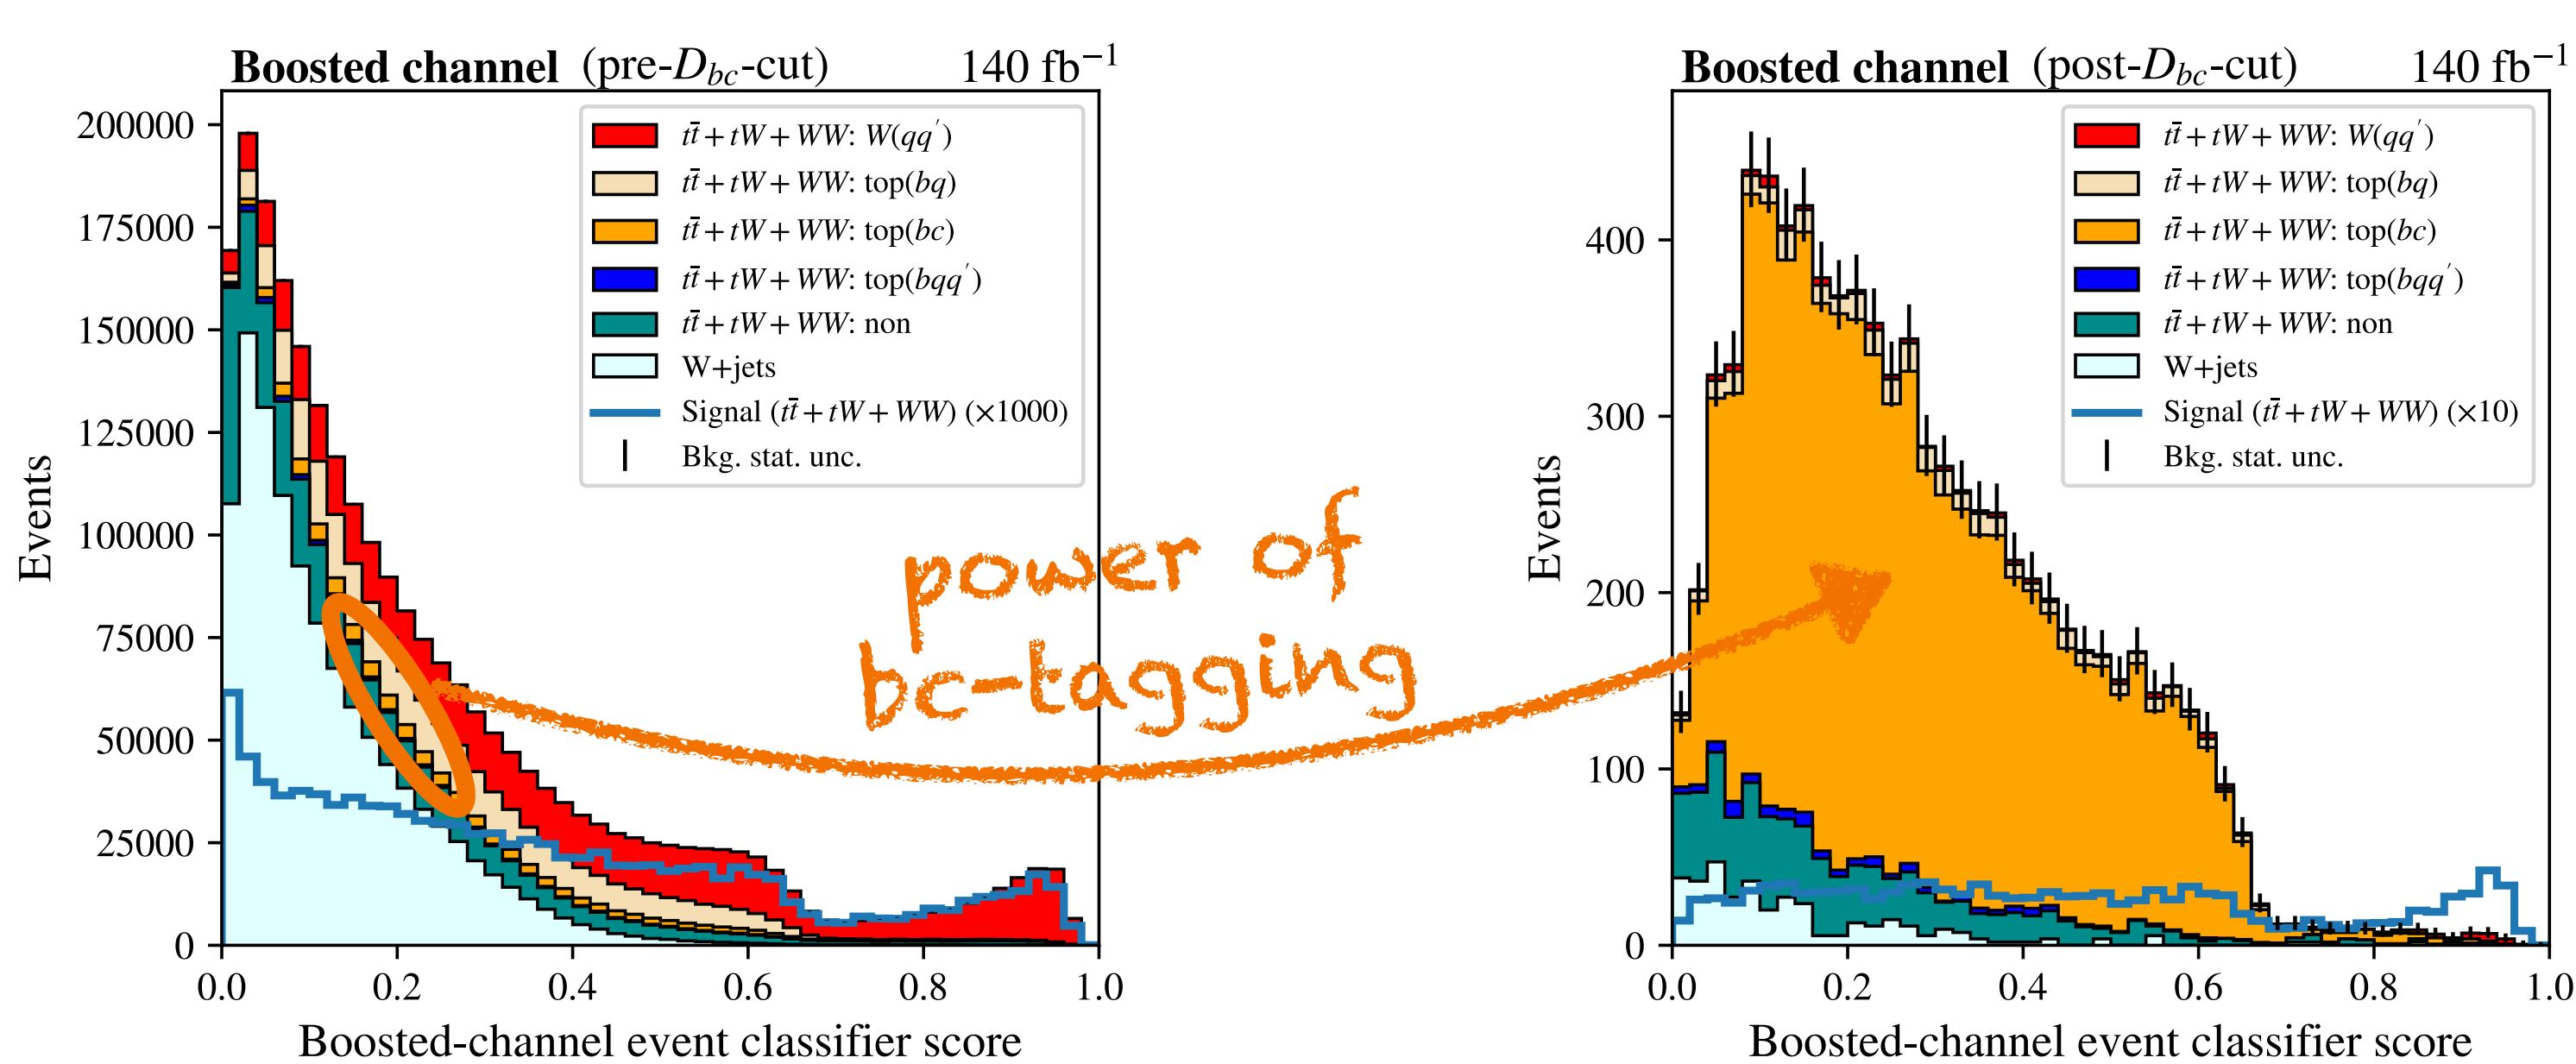 Boosted channel (pre-D_bc-cut) 140 fb⁻¹
200000
175000
150000
125000
100000
75000
50000
25000
0
Events
tt̄ + tW + WW: W(qq′)
tt̄ + tW + WW: top(bq)
tt̄ + tW + WW: top(bc)
tt̄ + tW + WW: top(bqq′)
tt̄ + tW + WW: non
W+jets
Signal (tt̄ + tW + WW) (×1000)
Bkg. stat. unc.
0.0 0.2 0.4 0.6 0.8 1.0
Boosted-channel event classifier score
power of
bc-tagging
Boosted channel (post-D_bc-cut) 140 fb⁻¹
400
300
200
100
0
Events
tt̄ + tW + WW: W(qq′)
tt̄ + tW + WW: top(bq)
tt̄ + tW + WW: top(bc)
tt̄ + tW + WW: top(bqq′)
tt̄ + tW + WW: non
W+jets
Signal (tt̄ + tW + WW) (×10)
Bkg. stat. unc.
0.0 0.2 0.4 0.6 0.8 1.0
Boosted-channel event classifier score